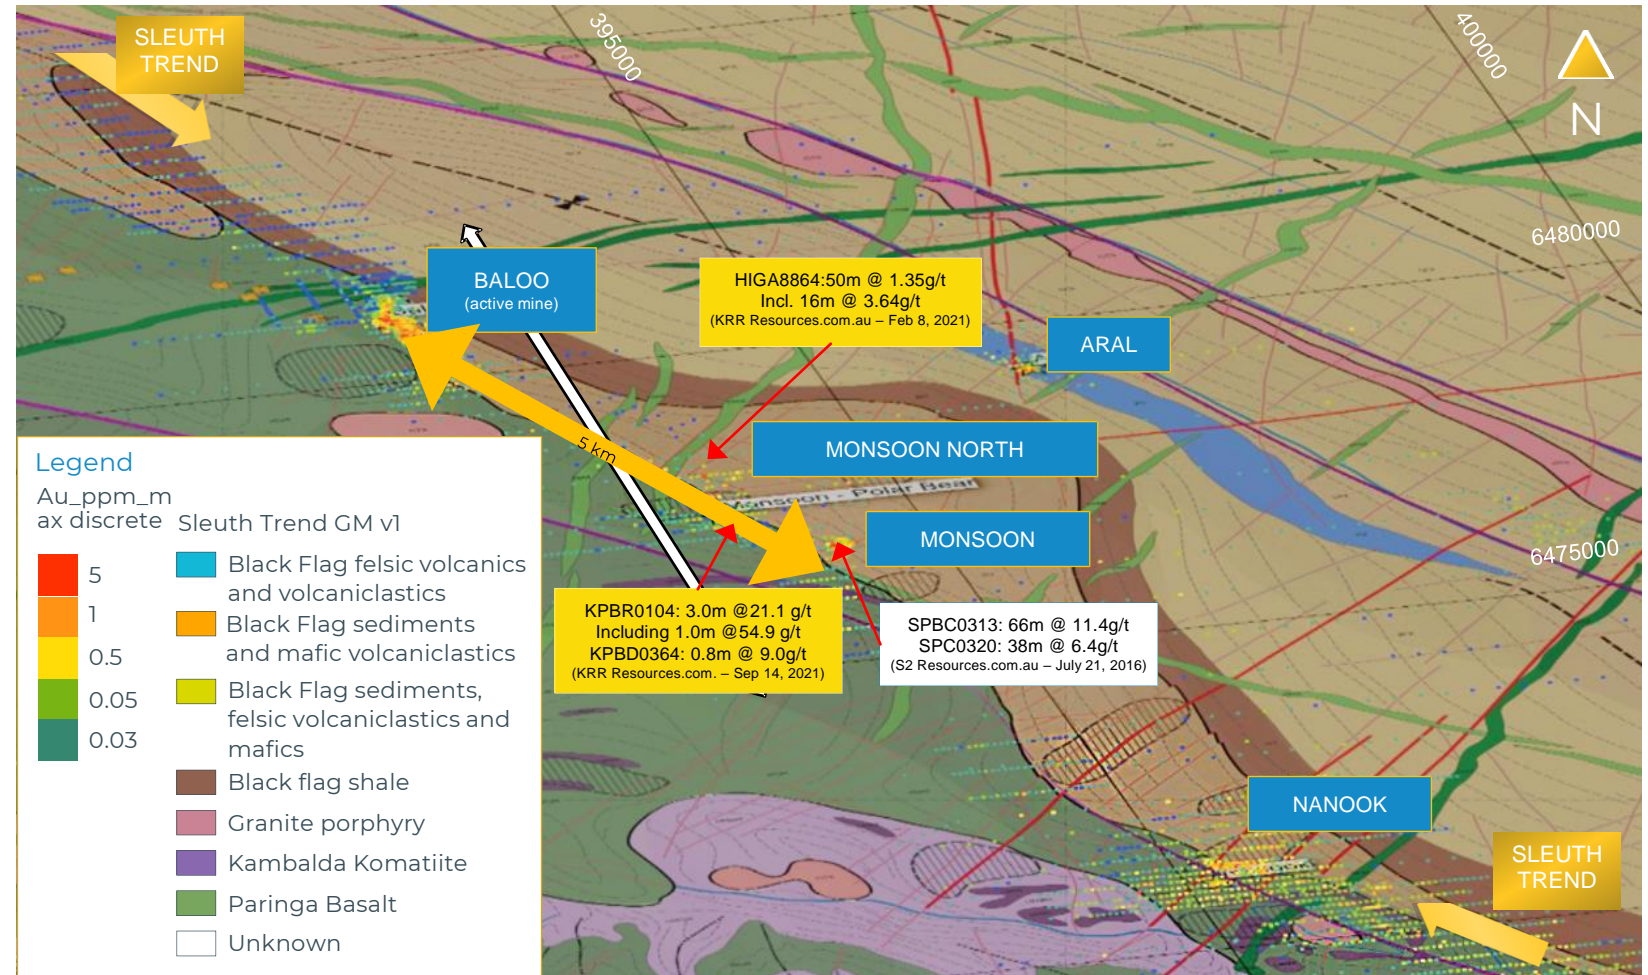 SLEUTH
TREND
395000
400000
N
6480000
BALOO
(active mine)
HIGA8864:50m @ 1.35g/t
Incl. 16m @ 3.64g/t
(KRR Resources.com.au – Feb 8, 2021)
ARAL
MONSOON NORTH
5 km
Monsoon - Polar Bear
MONSOON
6475000
KPBR0104: 3.0m @21.1 g/t
Including 1.0m @54.9 g/t
KPBD0364: 0.8m @ 9.0g/t
(KRR Resources.com. – Sep 14, 2021)
SPBC0313: 66m @ 11.4g/t
SPC0320: 38m @ 6.4g/t
(S2 Resources.com.au – July 21, 2016)
NANOOK
SLEUTH
TREND
Legend
Au_ppm_m
ax discrete
5
1
0.5
0.05
0.03
Sleuth Trend GM v1
Black Flag felsic volcanics
and volcaniclastics
Black Flag sediments
and mafic volcaniclastics
Black Flag sediments,
felsic volcaniclastics and
mafics
Black flag shale
Granite porphyry
Kambalda Komatiite
Paringa Basalt
Unknown